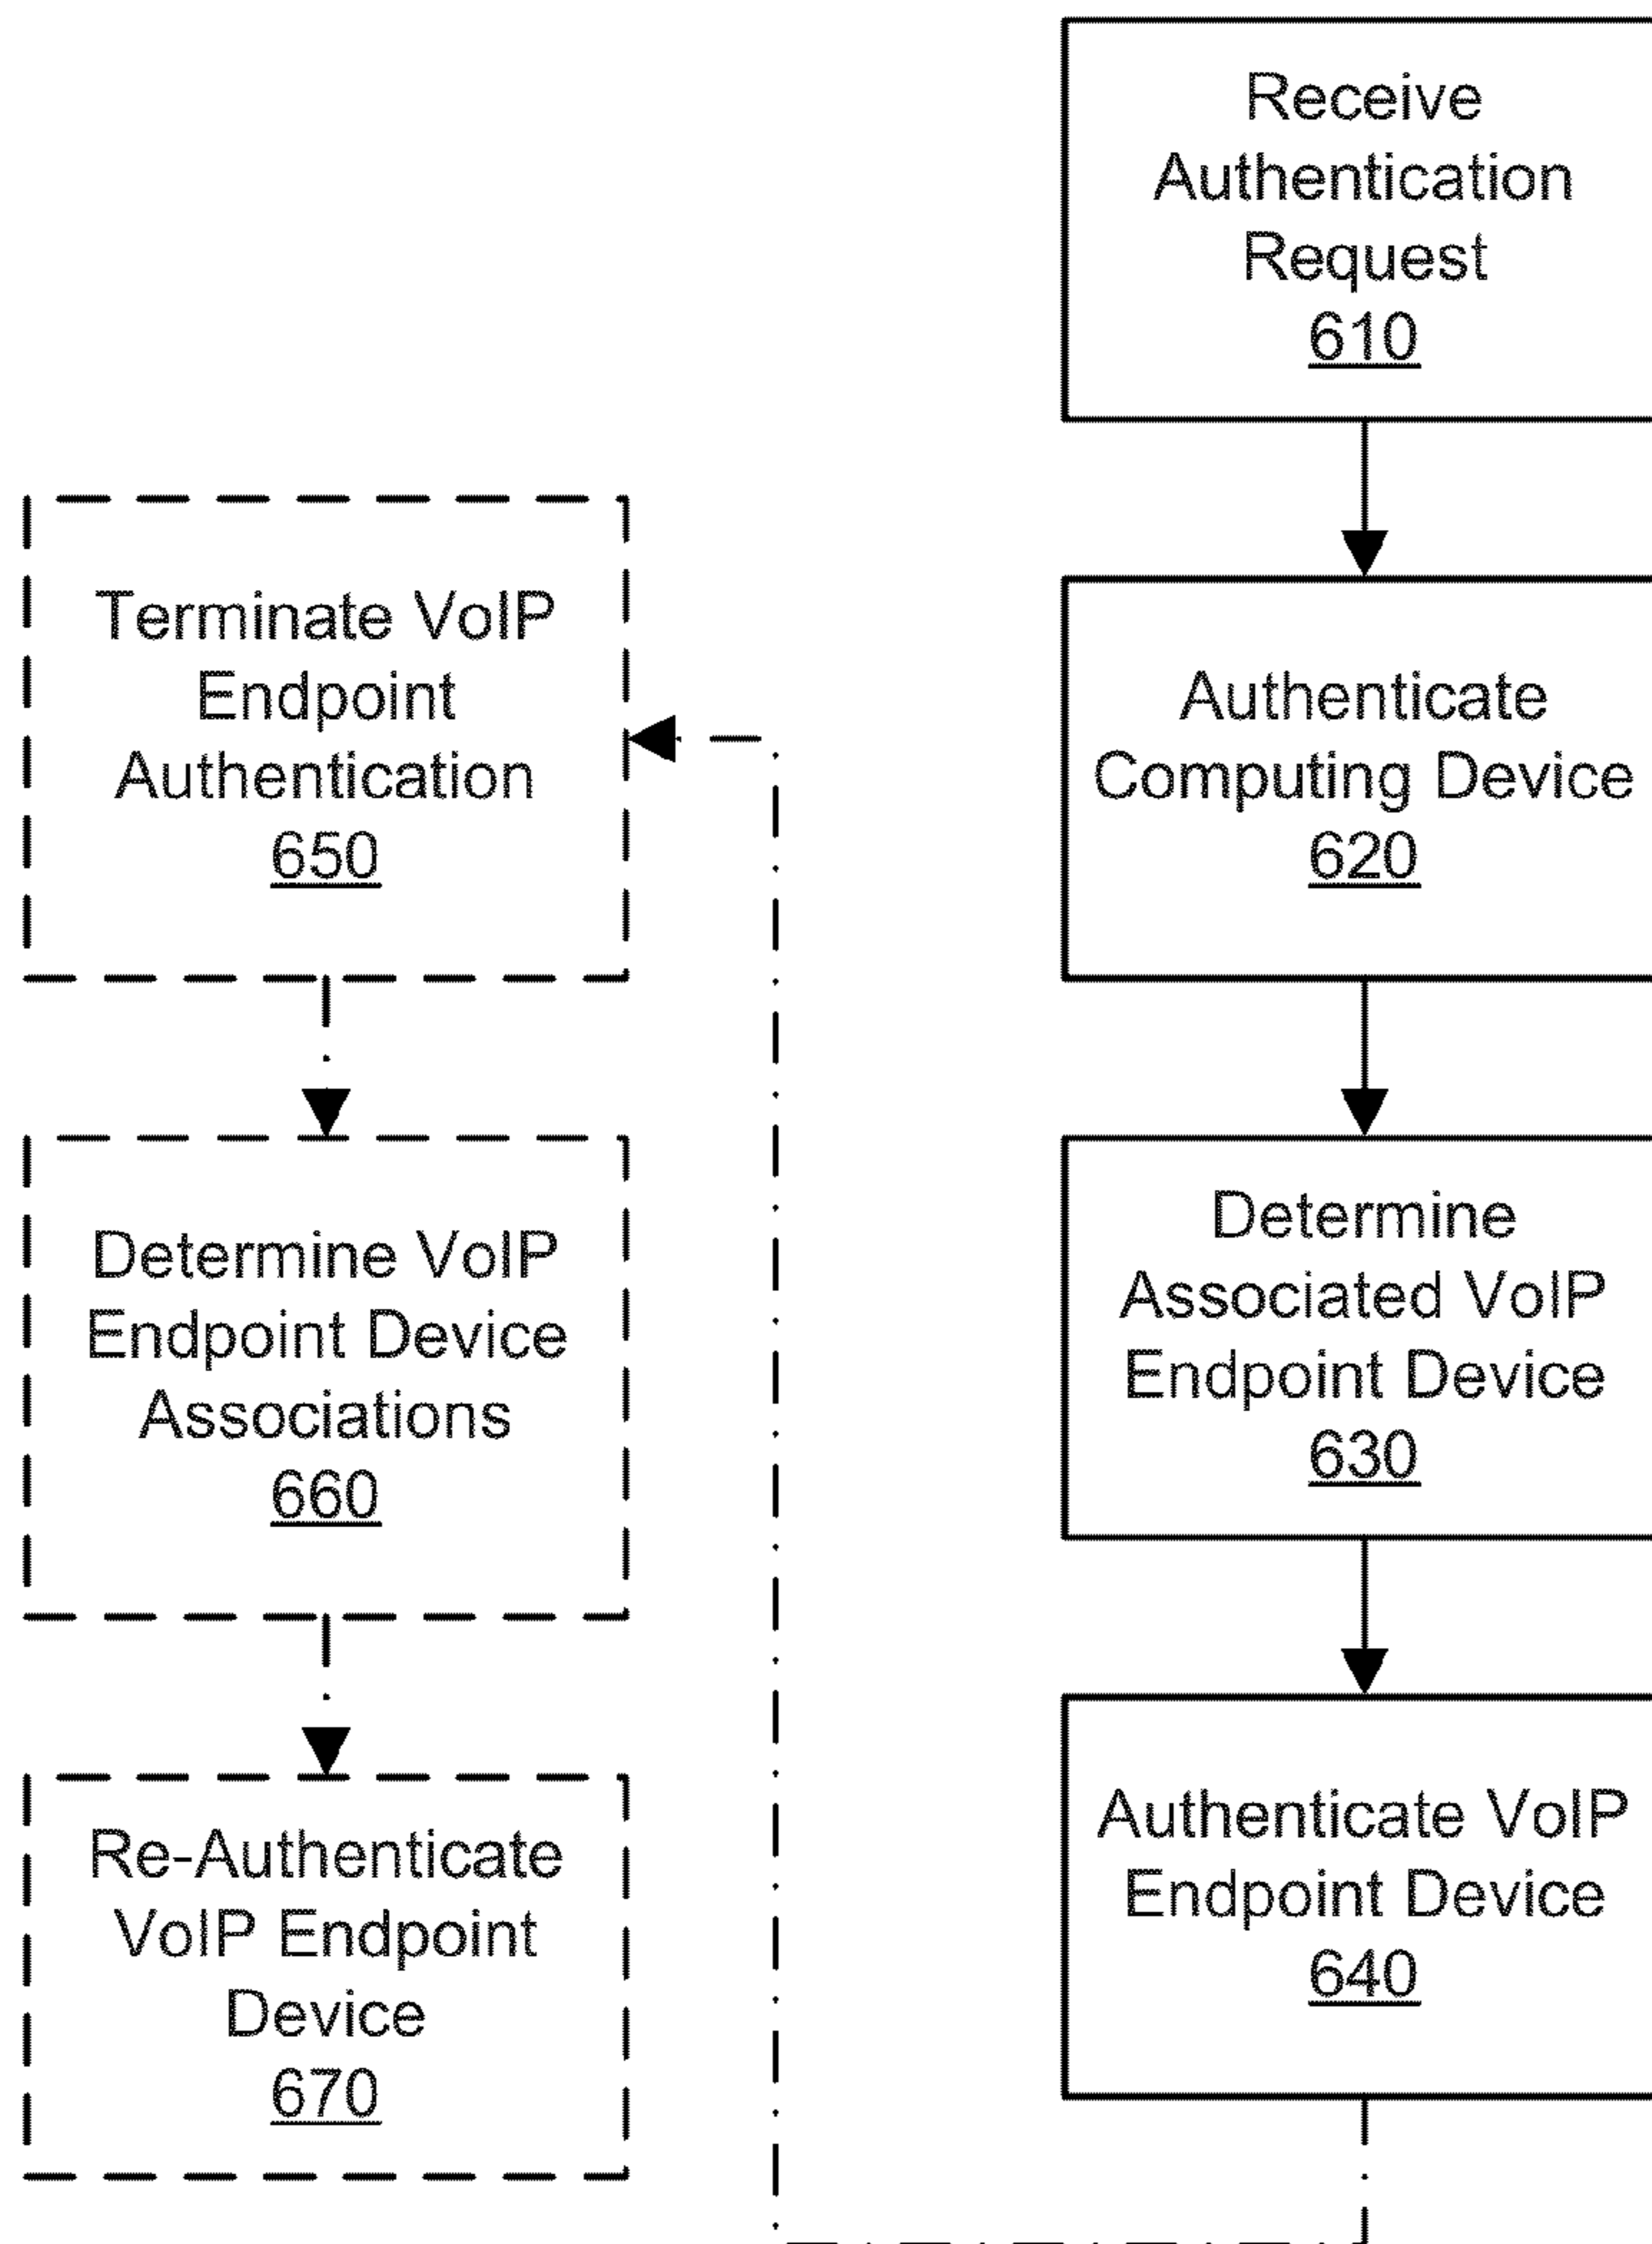 Receive
Authentication
Request
610
Authenticate
Computing Device
620
Determine
Associated VoIP
Endpoint Device
630
Authenticate VoIP
Endpoint Device
640
Terminate VoIP
Endpoint
Authentication
650
Determine VoIP
Endpoint Device
Associations
660
Re-Authenticate
VoIP Endpoint
Device
670